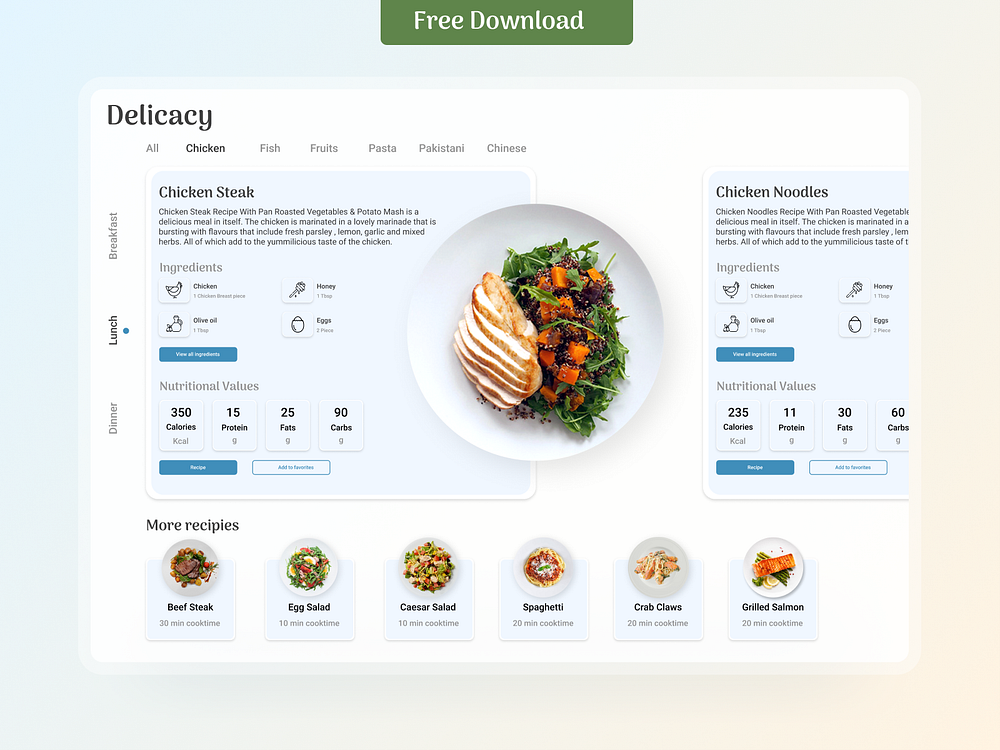 Free Download
Delicacy
All Chicken Fish Fruits Pasta Pakistani Chinese
Breakfast
Lunch
Dinner
Chicken Steak
Chicken Steak Recipe With Pan Roasted Vegetables & Potato Mash is a
delicious meal in itself. The chicken is marinated in a lovely marinade that is
bursting with flavours that include fresh parsley , lemon, garlic and mixed
herbs. All of which add to the yummilicious taste of the chicken.
Ingredients
Chicken
1 Chicken Breast piece
Honey
1 Tbsp
Olive oil
1 Tbsp
Eggs
2 Piece
View all ingredients
Nutritional Values
350 15 25 90
Calories Protein Fats Carbs
Kcal g g g
Recipe Add to favorites
Chicken Noodles
Chicken Noodles Recipe With Pan Roasted Vegetable
delicious meal in itself. The chicken is marinated in a
bursting with flavours that include fresh parsley , lem
herbs. All of which add to the yummilicious taste of t
Ingredients
Chicken
1 Chicken Breast piece
Honey
1 Tbsp
Olive oil
1 Tbsp
Eggs
2 Piece
View all ingredients
Nutritional Values
235 11 30 60
Calories Protein Fats Carbs
Kcal g g g
Recipe Add to favorites
More recipies
Beef Steak
30 min cooktime
Egg Salad
10 min cooktime
Caesar Salad
10 min cooktime
Spaghetti
20 min cooktime
Crab Claws
20 min cooktime
Grilled Salmon
20 min cooktime